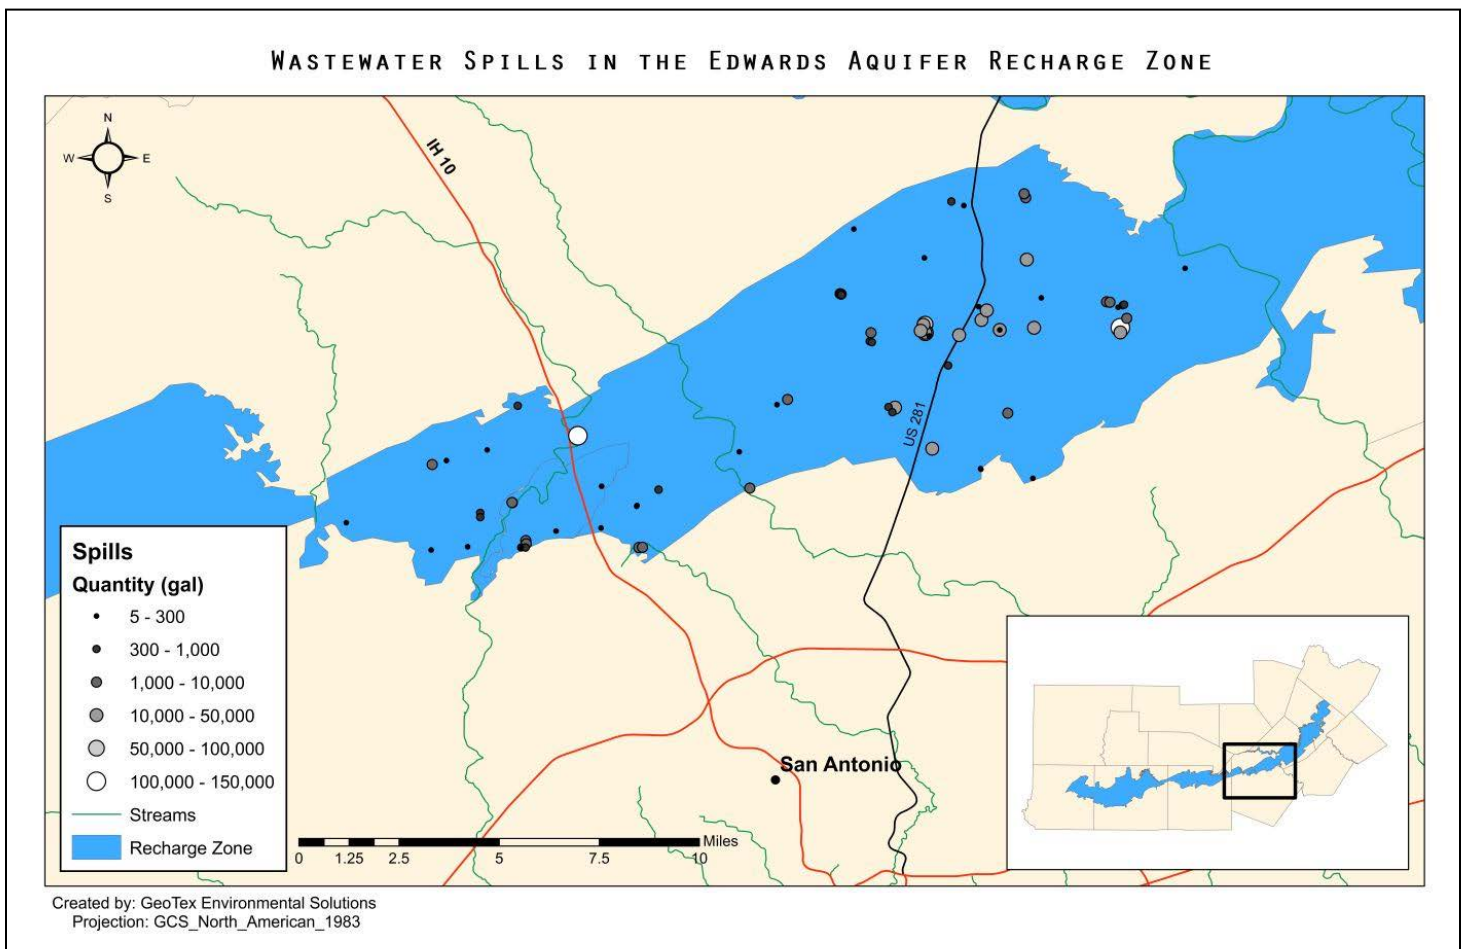 WASTEWATER SPILLS IN THE EDWARDS AQUIFER RECHARGE ZONE
N
W E
S
IH 10
US 281
Spills
Quantity (gal)
5 - 300
300 - 1,000
1,000 - 10,000
10,000 - 50,000
50,000 - 100,000
100,000 - 150,000
Streams
Recharge Zone
San Antonio
Miles
0 1.25 2.5 5 7.5 10
Created by: GeoTex Environmental Solutions
Projection: GCS_North_American_1983